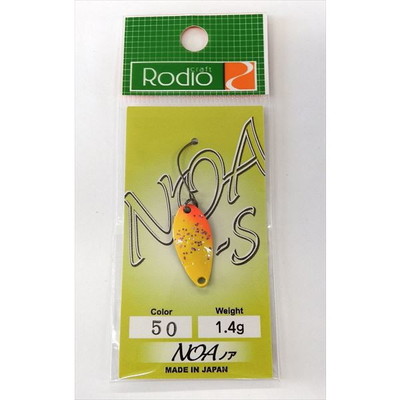 craft
Rodio
NOA
-S
Color Weight
50 1.4g
NOA ノア
MADE IN JAPAN